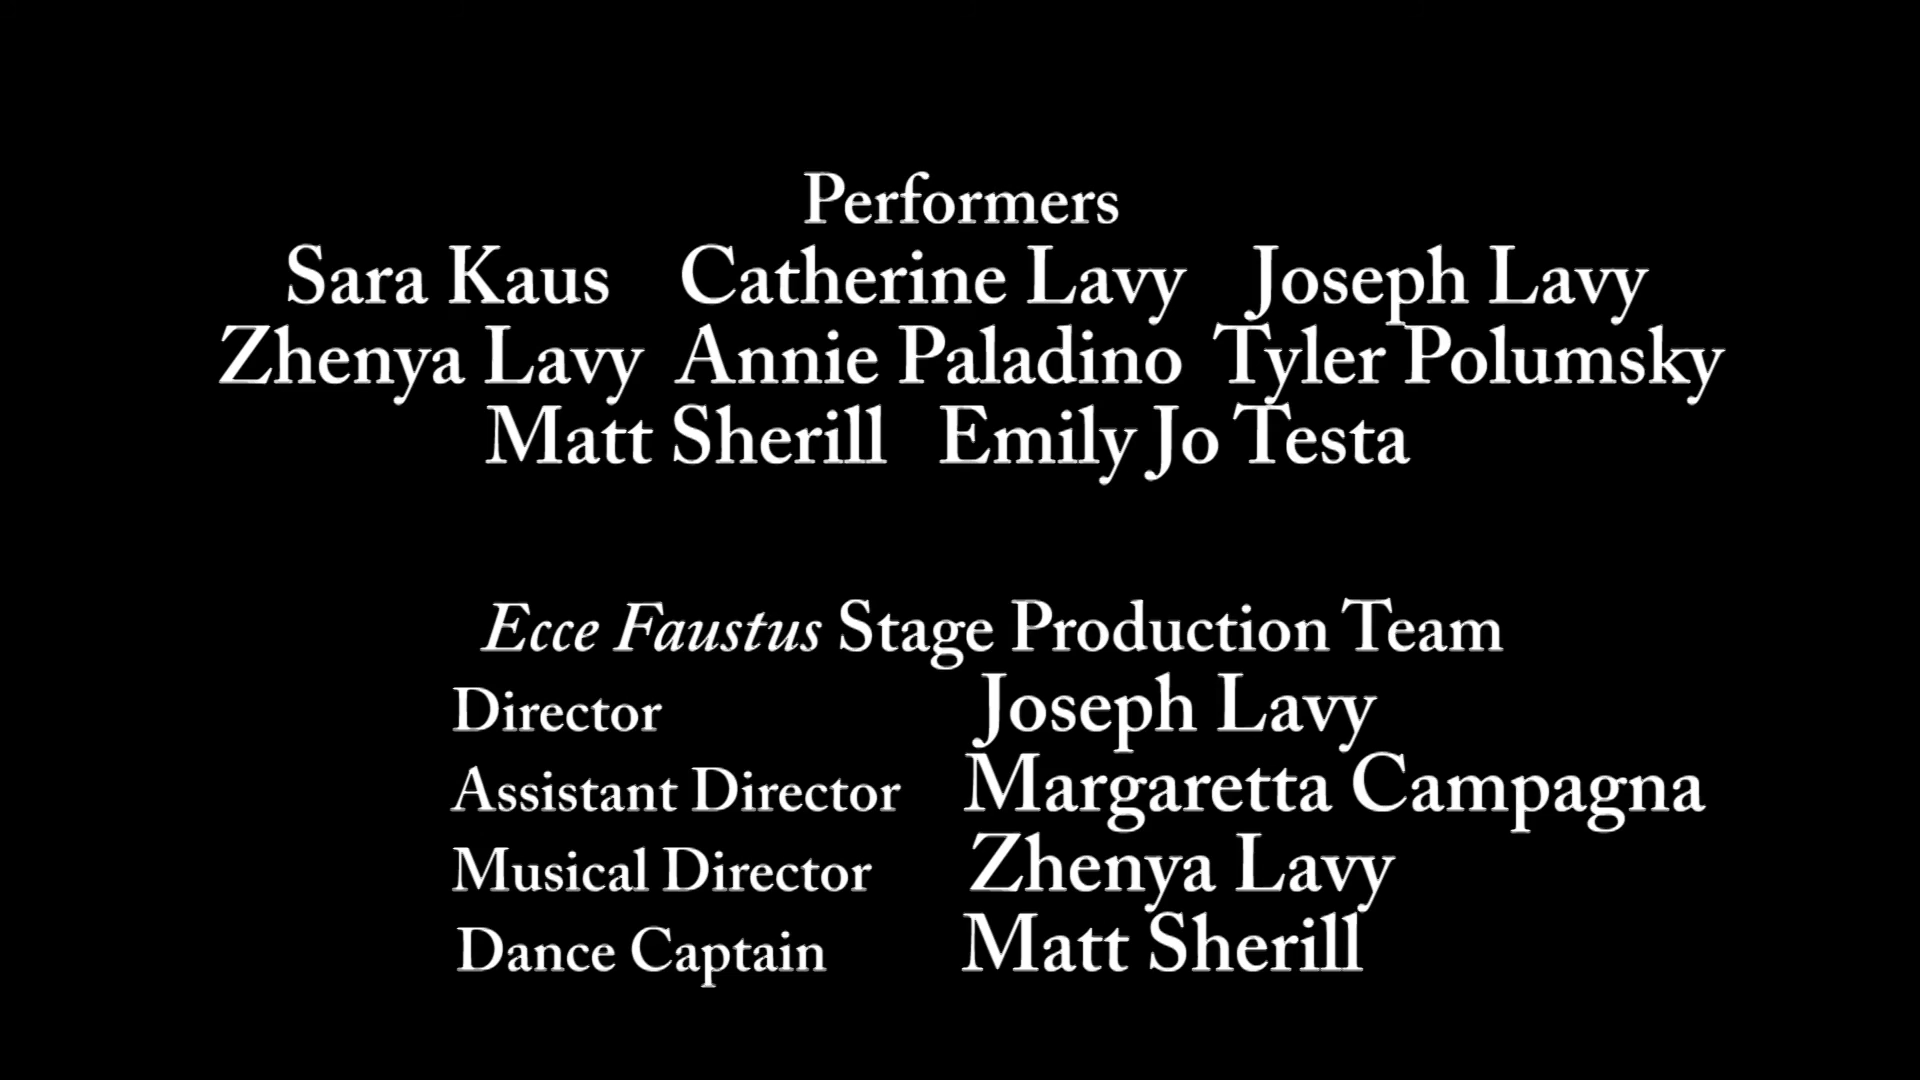 Performers
Sara Kaus Catherine Lavy Joseph Lavy
Zhenya Lavy Annie Paladino Tyler Polumsky
Matt Sherill Emily Jo Testa
Ecce Faustus Stage Production Team
Director Joseph Lavy
Assistant Director Margaretta Campagna
Musical Director Zhenya Lavy
Dance Captain Matt Sherill